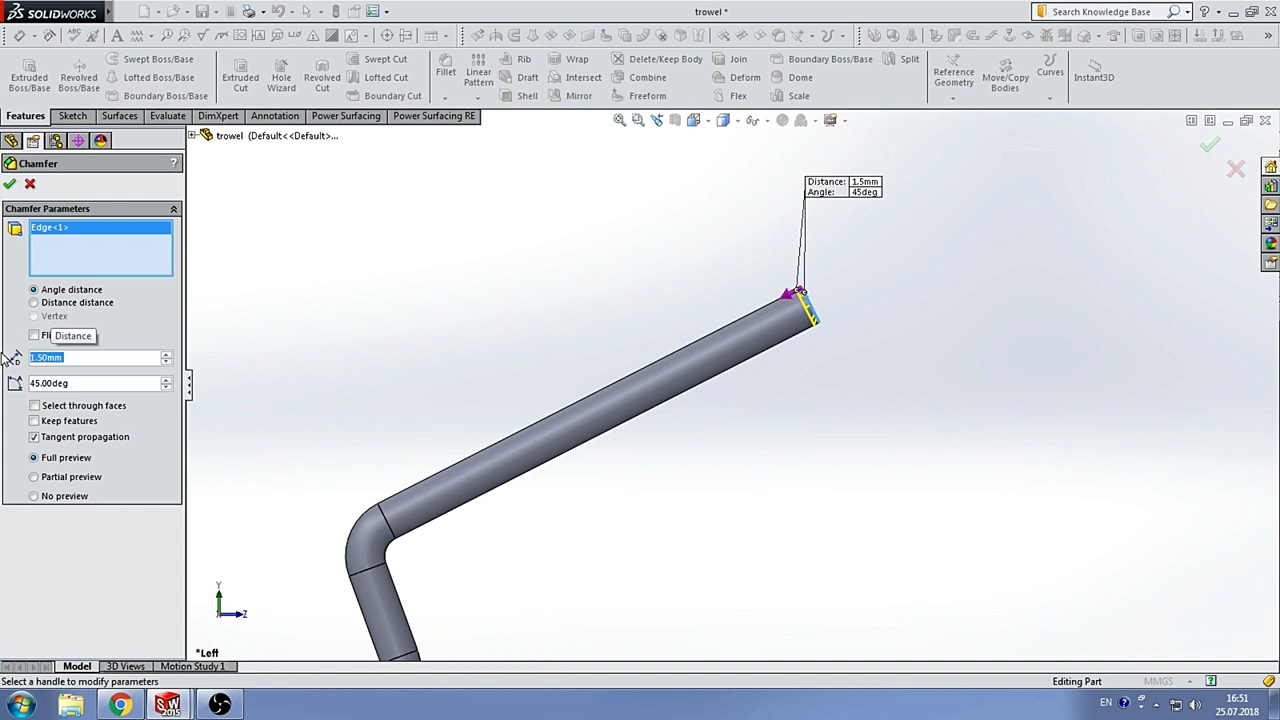 SOLIDWORKS
trowel *
Search Knowledge Base
Extruded Boss/Base
Revolved Boss/Base
Swept Boss/Base
Lofted Boss/Base
Boundary Boss/Base
Extruded Cut
Hole Wizard
Revolved Cut
Swept Cut
Lofted Cut
Boundary Cut
Fillet
Linear Pattern
Rib
Draft
Shell
Wrap
Intersect
Mirror
Delete/Keep Body
Combine
Freeform
Join
Deform
Flex
Boundary Boss/Base
Dome
Scale
Split
Reference Geometry
Move/Copy Bodies
Curves
Instant3D
Features
Sketch
Surfaces
Evaluate
DimXpert
Annotation
Power Surfacing
Power Surfacing RE
trowel (Default<<Default>...
Chamfer
?
Chamfer Parameters
Edge<1>
Angle distance
Distance distance
Vertex
Fli
Distance
1.50mm
45.00deg
Select through faces
Keep features
Tangent propagation
Full preview
Partial preview
No preview
Distance: 1.5mm
Angle: 45deg
Y
Z
*Left
Model
3D Views
Motion Study 1
Select a handle to modify parameters
Editing Part
MMGS
SW
2015
EN
16:51
25.07.2018